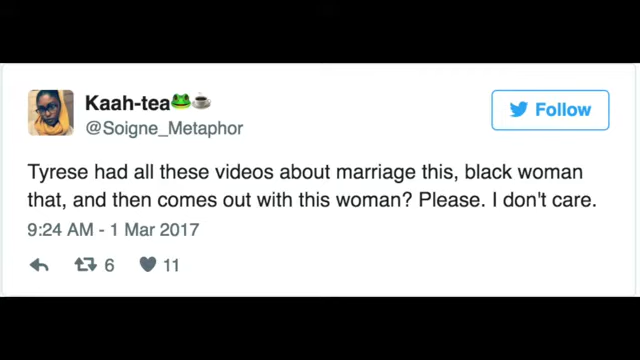 Kaah-tea🐸☕
@Soigne_Metaphor
Follow
Tyrese had all these videos about marriage this, black woman
that, and then comes out with this woman? Please. I don't care.
9:24 AM - 1 Mar 2017
6 11